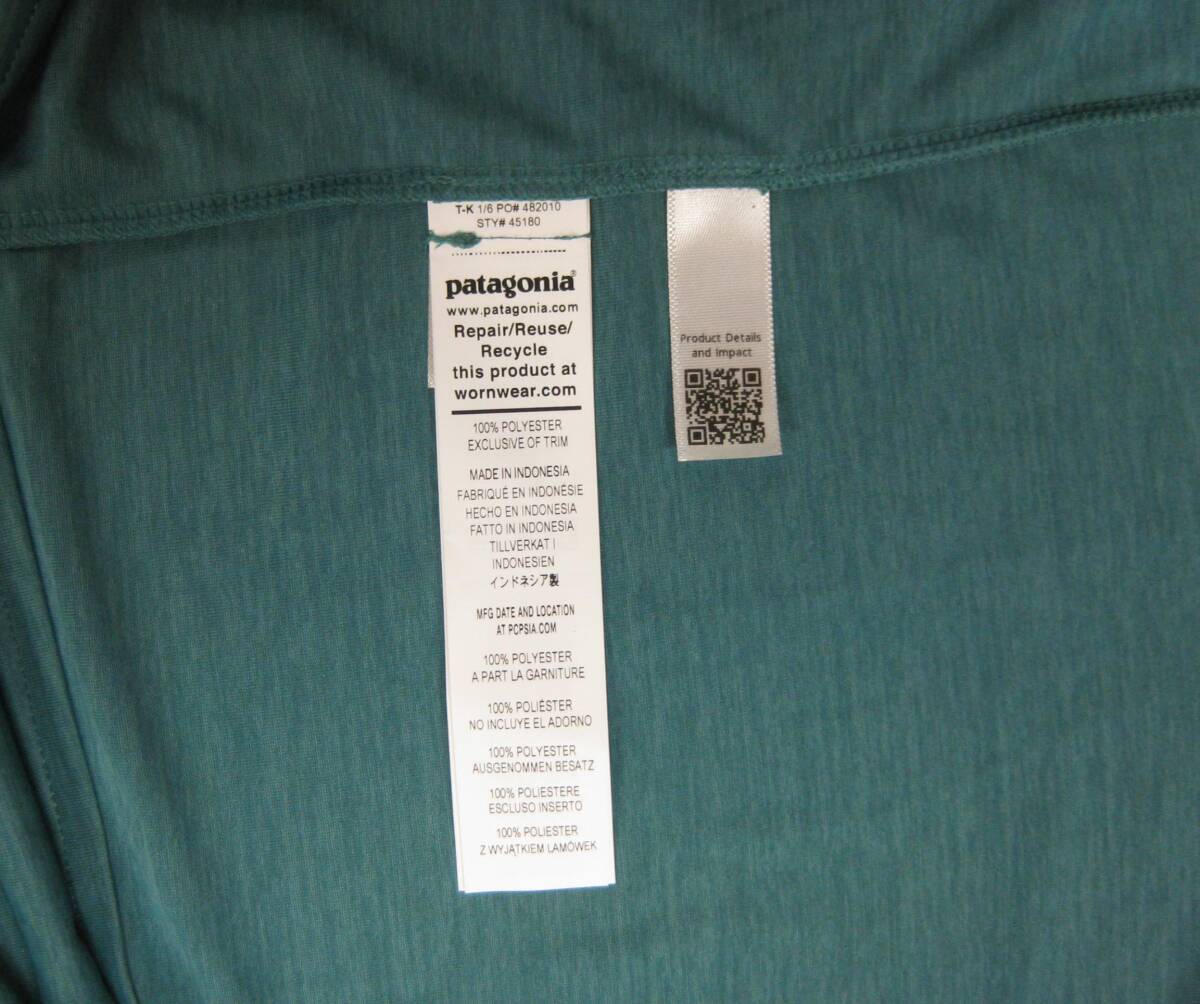 T-K 1/6 PO# 482010
STY# 45180
patagonia®
www.patagonia.com
Repair/Reuse/
Recycle
this product at
wornwear.com
100% POLYESTER
EXCLUSIVE OF TRIM
MADE IN INDONESIA
FABRIQUÉ EN INDONÉSIE
HECHO EN INDONESIA
FATTO IN INDONESIA
TILLVERKAT I
INDONESIEN
インドネシア製
MFG DATE AND LOCATION
AT PCPSIA.COM
100% POLYESTER
A PART LA GARNITURE
100% POLIÉSTER
NO INCLUYE EL ADORNO
100% POLYESTER
AUSGENOMMEN BESATZ
100% POLIESTERE
ESCLUSO INSERTO
100% POLIESTER
Z WYJĄTKIEM LAMÓWEK
Product Details
and Impact